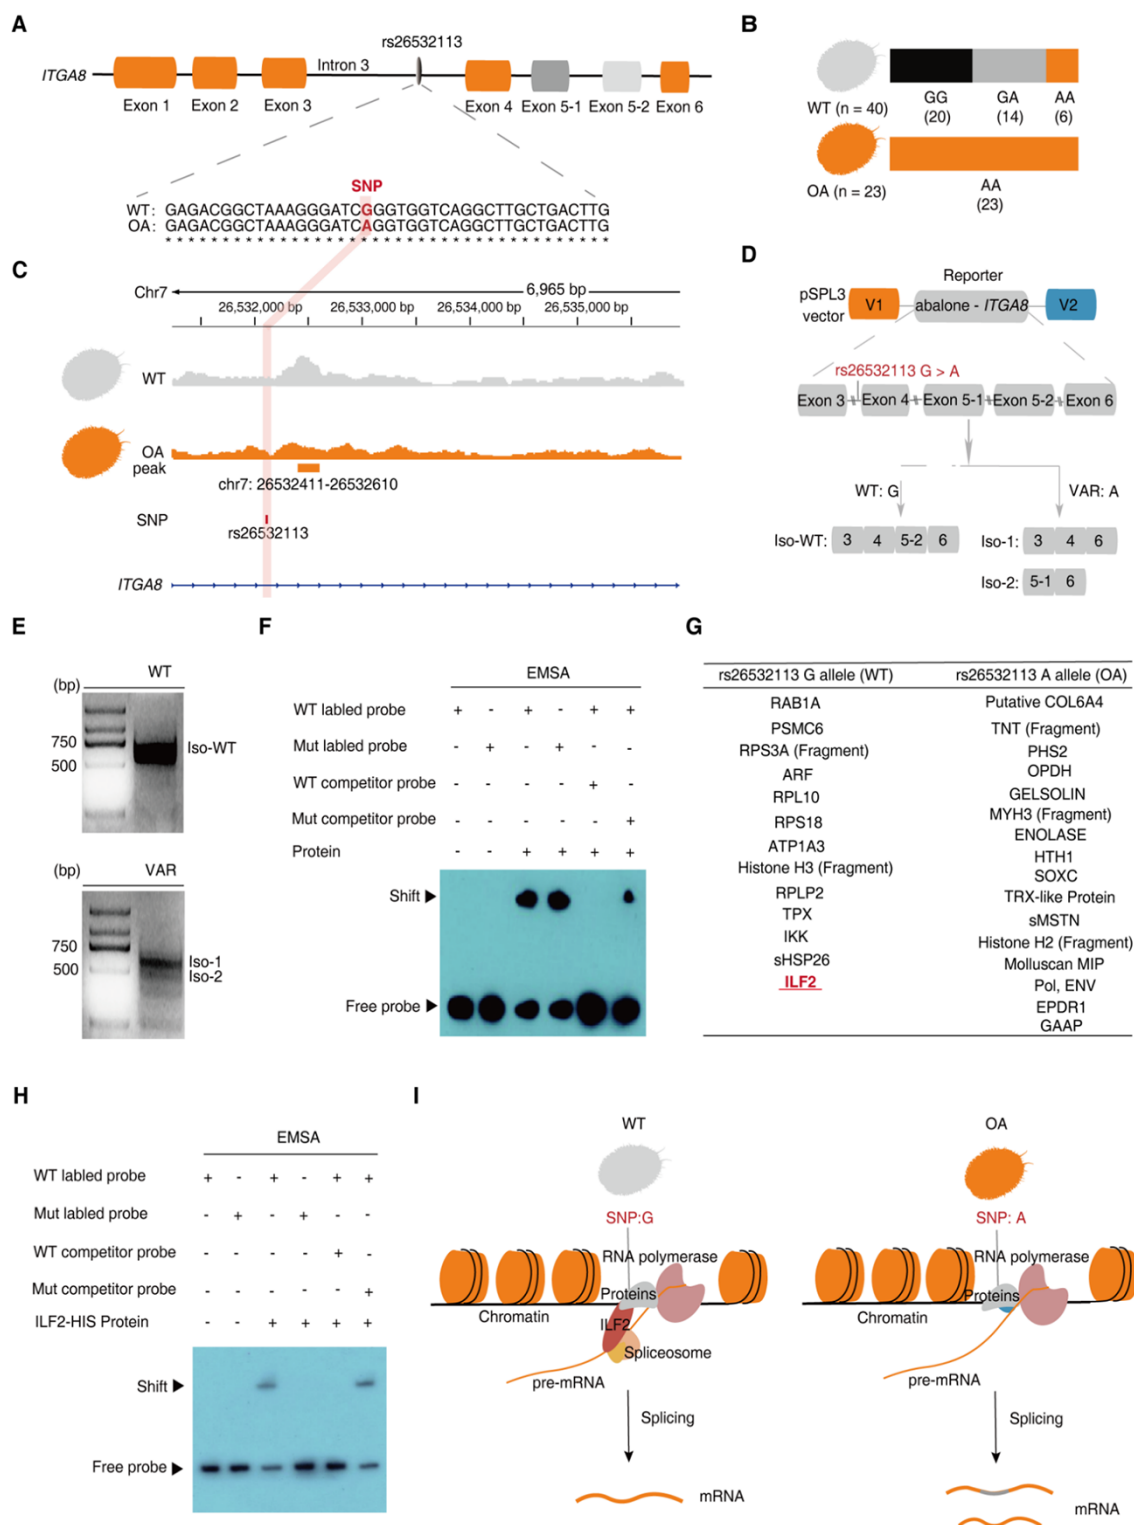 A
rs26532113
ITGA8
Intron 3
Exon 1 Exon 2 Exon 3 Exon 4 Exon 5-1 Exon 5-2 Exon 6
SNP
WT: GAGACGGCTAAAGGGATCGGGTGGTCAGGCTTGCTGACTTG
OA: GAGACGGCTAAAGGGATCAGGTGGTCAGGCTTGCTGACTTG
*****************************************
B
WT (n = 40)
GG GA AA
(20) (14) (6)
OA (n = 23)
AA
(23)
C
Chr7
6,965 bp
26,532,000 bp 26,533,000 bp 26,534,000 bp 26,535,000 bp
WT
OA
peak
chr7: 26532411-26532610
SNP
rs26532113
ITGA8
D
Reporter
pSPL3
vector
V1 abalone - ITGA8 V2
rs26532113 G > A
Exon 3 Exon 4 Exon 5-1 Exon 5-2 Exon 6
WT: G VAR: A
Iso-WT: 3 4 5-2 6
Iso-1: 3 4 6
Iso-2: 5-1 6
E
WT
(bp)
750
500
Iso-WT
VAR
(bp)
750
500
Iso-1
Iso-2
F
EMSA
WT labled probe + - + - + +
Mut labled probe - + - + - -
WT competitor probe - - - - + -
Mut competitor probe - - - - - +
Protein - - + + + +
Shift
Free probe
G
rs26532113 G allele (WT) rs26532113 A allele (OA)
RAB1A Putative COL6A4
PSMC6 TNT (Fragment)
RPS3A (Fragment) PHS2
ARF OPDH
RPL10 GELSOLIN
RPS18 MYH3 (Fragment)
ATP1A3 ENOLASE
Histone H3 (Fragment) HTH1
RPLP2 SOXC
TPX TRX-like Protein
IKK sMSTN
sHSP26 Histone H2 (Fragment)
ILF2 Molluscan MIP
Pol, ENV
EPDR1
GAAP
H
EMSA
WT labled probe + - + - + +
Mut labled probe - + - + - -
WT competitor probe - - - - + -
Mut competitor probe - - - - - +
ILF2-HIS Protein - - + + + +
Shift
Free probe
I
WT
SNP:G
RNA polymerase
Proteins
Chromatin
ILF2
Spliceosome
pre-mRNA
Splicing
mRNA
OA
SNP: A
RNA polymerase
Proteins
Chromatin
pre-mRNA
Splicing
mRNA